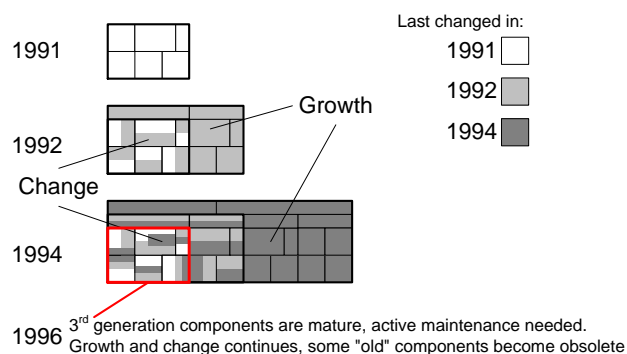 Last changed in:
1991
1991
1992
Growth
1992
1994
Change
1994
1996 3rd generation components are mature, active maintenance needed.
Growth and change continues, some "old" components become obsolete